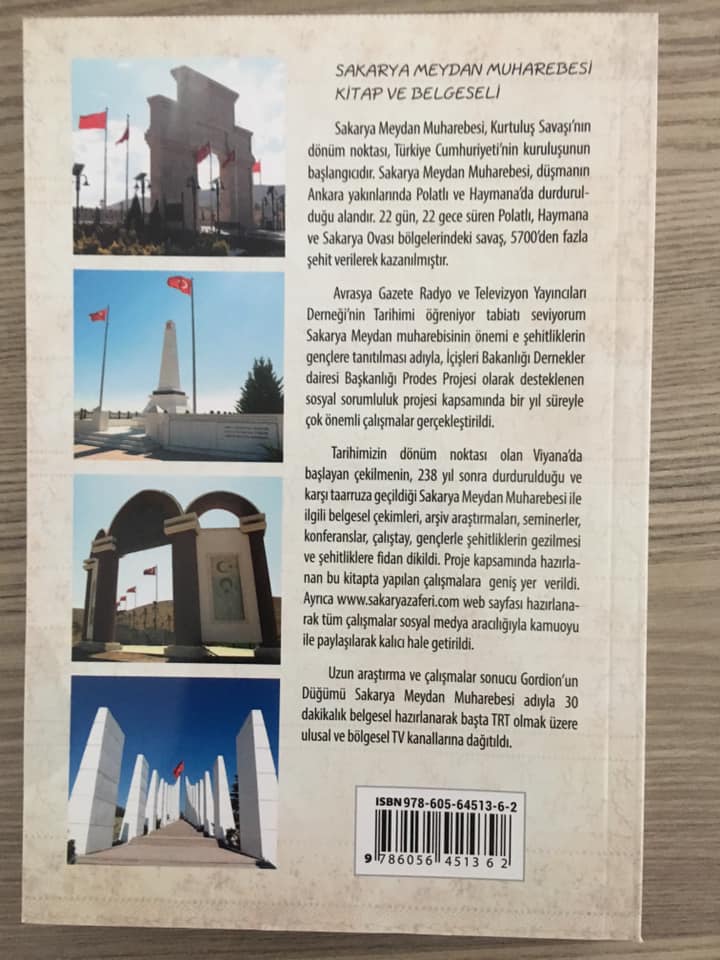 SAKARYA MEYDAN MUHAREBESİ
KİTAP VE BELGESELİ
Sakarya Meydan Muharebesi, Kurtuluş Savaşı'nın
dönüm noktası, Türkiye Cumhuriyeti'nin kuruluşunun
başlangıcıdır. Sakarya Meydan Muharebesi, düşmanın
Ankara yakınlarında Polatlı ve Haymana'da durdurul-
duğu alandır. 22 gün, 22 gece süren Polatlı, Haymana
ve Sakarya Ovası bölgelerindeki savaş, 5700'den fazla
şehit verilerek kazanılmıştır.
Avrasya Gazete Radyo ve Televizyon Yayıncıları
Derneği'nin Tarihimi öğreniyor tabiatı seviyorum
Sakarya Meydan muharebisinin önemi e şehitliklerin
gençlere tanıtılması adıyla, İçişleri Bakanlığı Dernekler
dairesi Başkanlığı Prodes Projesi olarak desteklenen
sosyal sorumluluk projesi kapsamında bir yıl süreyle
çok önemli çalışmalar gerçekleştirildi.
Tarihimizin dönüm noktası olan Viyana'da
başlayan çekilmenin, 238 yıl sonra durdurulduğu ve
karşı taarruza geçildiği Sakarya Meydan Muharebesi ile
ilgili belgesel çekimleri, arşiv araştırmaları, seminerler,
konferanslar, çalıştay, gençlerle şehitliklerin gezilmesi
ve şehitliklere fidan dikildi. Proje kapsamında hazırla-
nan bu kitapta yapılan çalışmalara geniş yer verildi.
Ayrıca www.sakaryazaferi.com web sayfası hazırlana-
rak tüm çalışmalar sosyal medya aracılığıyla kamuoyu
ile paylaşılarak kalıcı hale getirildi.
Uzun araştırma ve çalışmalar sonucu Gordion'un
Düğümü Sakarya Meydan Muharebesi adıyla 30
dakikalık belgesel hazırlanarak başta TRT olmak üzere
ulusal ve bölgesel TV kanallarına dağıtıldı.
ISBN 978-605-64513-6-2
9 786056 451362